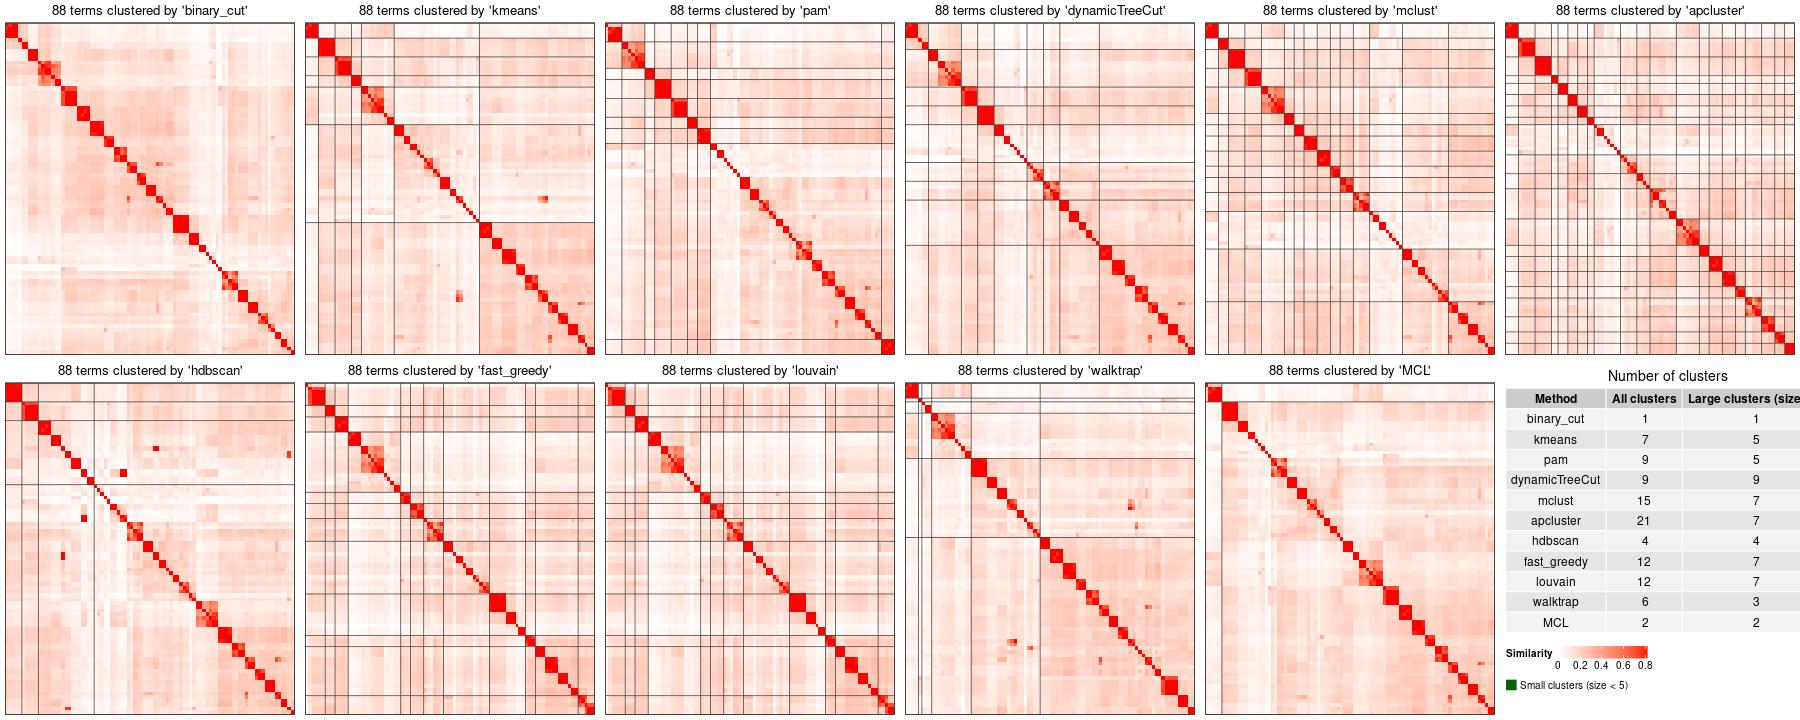 88 terms clustered by 'binary_cut'
88 terms clustered by 'kmeans'
88 terms clustered by 'pam'
88 terms clustered by 'dynamicTreeCut'
88 terms clustered by 'mclust'
88 terms clustered by 'apcluster'
88 terms clustered by 'hdbscan'
88 terms clustered by 'fast_greedy'
88 terms clustered by 'louvain'
88 terms clustered by 'walktrap'
88 terms clustered by 'MCL'
Number of clusters
Method All clusters Large clusters (size
binary_cut 1 1
kmeans 7 5
pam 9 5
dynamicTreeCut 9 9
mclust 15 7
apcluster 21 7
hdbscan 4 4
fast_greedy 12 7
louvain 12 7
walktrap 6 3
MCL 2 2
Similarity
0 0.2 0.4 0.6 0.8
Small clusters (size < 5)